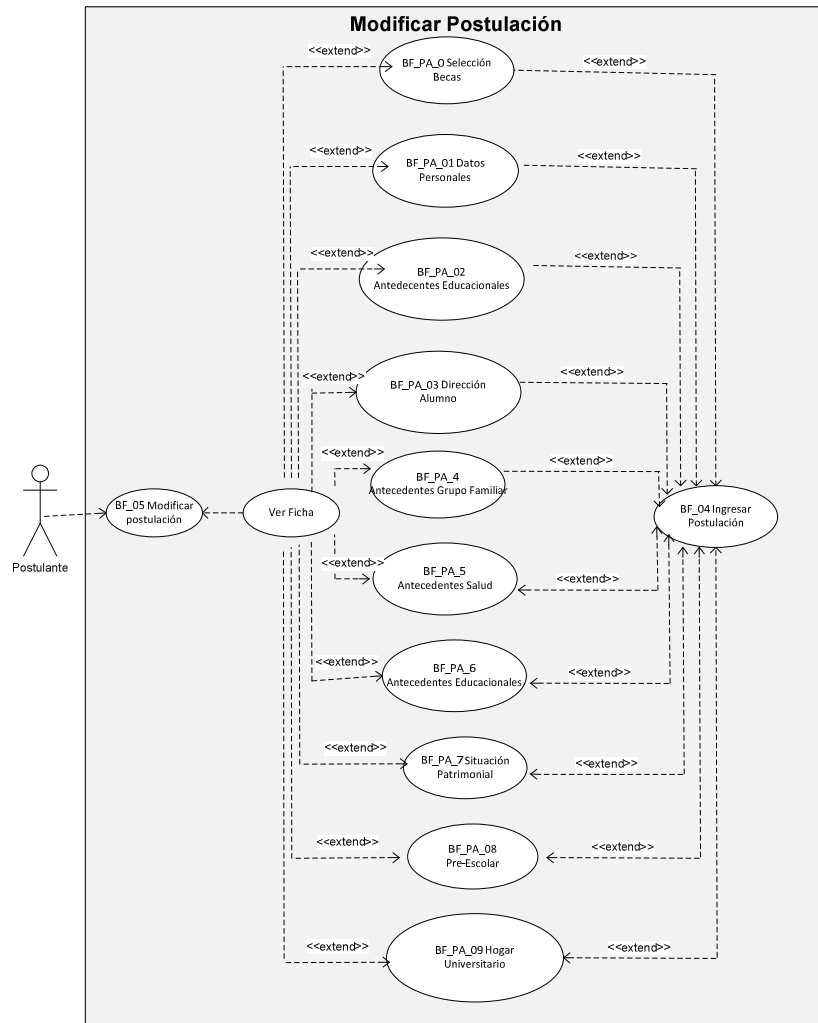 Modificar Postulación
<<extend>>
BF_PA_0 Selección
Becas
<<extend>>
<<extend>>
BF_PA_01 Datos
Personales
<<extend>>
<<extend>>
BF_PA_02
Antedecentes Educacionales
<<extend>>
<<extend>>
BF_PA_03 Dirección
Alumno
<<extend>>
<<extend>>
BF_PA_4
Antecedentes Grupo Familiar
<<extend>>
Postulante
BF_05 Modificar
postulación
Ver Ficha
BF_04 Ingresar
Postulación
<<extend>>
BF_PA_5
Antecedentes Salud
<<extend>>
<<extend>>
BF_PA_6
Antecedentes Educacionales
<<extend>>
<<extend>>
BF_PA_7 Situación
Patrimonial
<<extend>>
<<extend>>
BF_PA_08
Pre-Escolar
<<extend>>
<<extend>>
BF_PA_09 Hogar
Universitario
<<extend>>